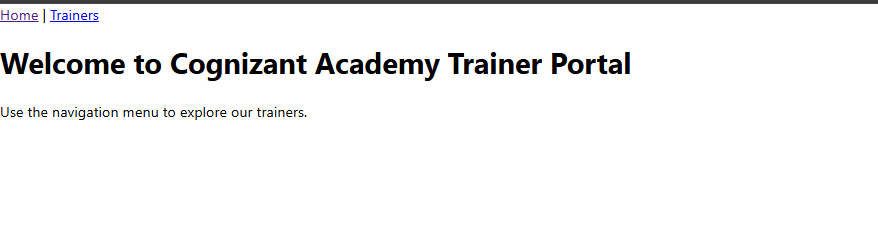 Home | Trainers
Welcome to Cognizant Academy Trainer Portal
Use the navigation menu to explore our trainers.